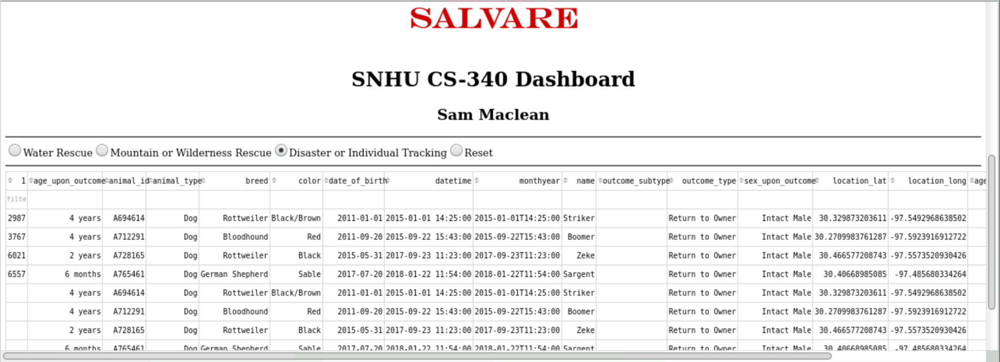 SALVARE
SNHU CS-340 Dashboard
Sam Maclean
Water Rescue Mountain or Wilderness Rescue Disaster or Individual Tracking Reset
1 age_upon_outcome animal_id animal_type breed color date_of_birth datetime monthyear name outcome_subtype outcome_type sex_upon_outcome location_lat location_long age
filte
2987 4 years A694614 Dog Rottweiler Black/Brown 2011-01-01 2015-01-01 14:25:00 2015-01-01T14:25:00 Striker Return to Owner Intact Male 30.329873203611 -97.5492968638502
3767 4 years A712291 Dog Bloodhound Red 2011-09-20 2015-09-22 15:43:00 2015-09-22T15:43:00 Boomer Return to Owner Intact Male 30.2709983761287 -97.5923916912722
6021 2 years A728165 Dog Rottweiler Black 2015-05-31 2017-09-23 11:23:00 2017-09-23T11:23:00 Zeke Return to Owner Intact Male 30.466577208743 -97.5573520930426
6557 6 months A765461 Dog German Shepherd Sable 2017-07-20 2018-01-22 11:54:00 2018-01-22T11:54:00 Sargent Return to Owner Intact Male 30.40668985085 -97.485680334264
4 years A694614 Dog Rottweiler Black/Brown 2011-01-01 2015-01-01 14:25:00 2015-01-01T14:25:00 Striker Return to Owner Intact Male 30.329873203611 -97.5492968638502
4 years A712291 Dog Bloodhound Red 2011-09-20 2015-09-22 15:43:00 2015-09-22T15:43:00 Boomer Return to Owner Intact Male 30.2709983761287 -97.5923916912722
2 years A728165 Dog Rottweiler Black 2015-05-31 2017-09-23 11:23:00 2017-09-23T11:23:00 Zeke Return to Owner Intact Male 30.466577208743 -97.5573520930426
6 months A765461 Dog German Shepherd Sable 2017-07-20 2018-01-22 11:54:00 2018-01-22T11:54:00 Sargent Return to Owner Intact Male 30.40668985085 -97.485680334264